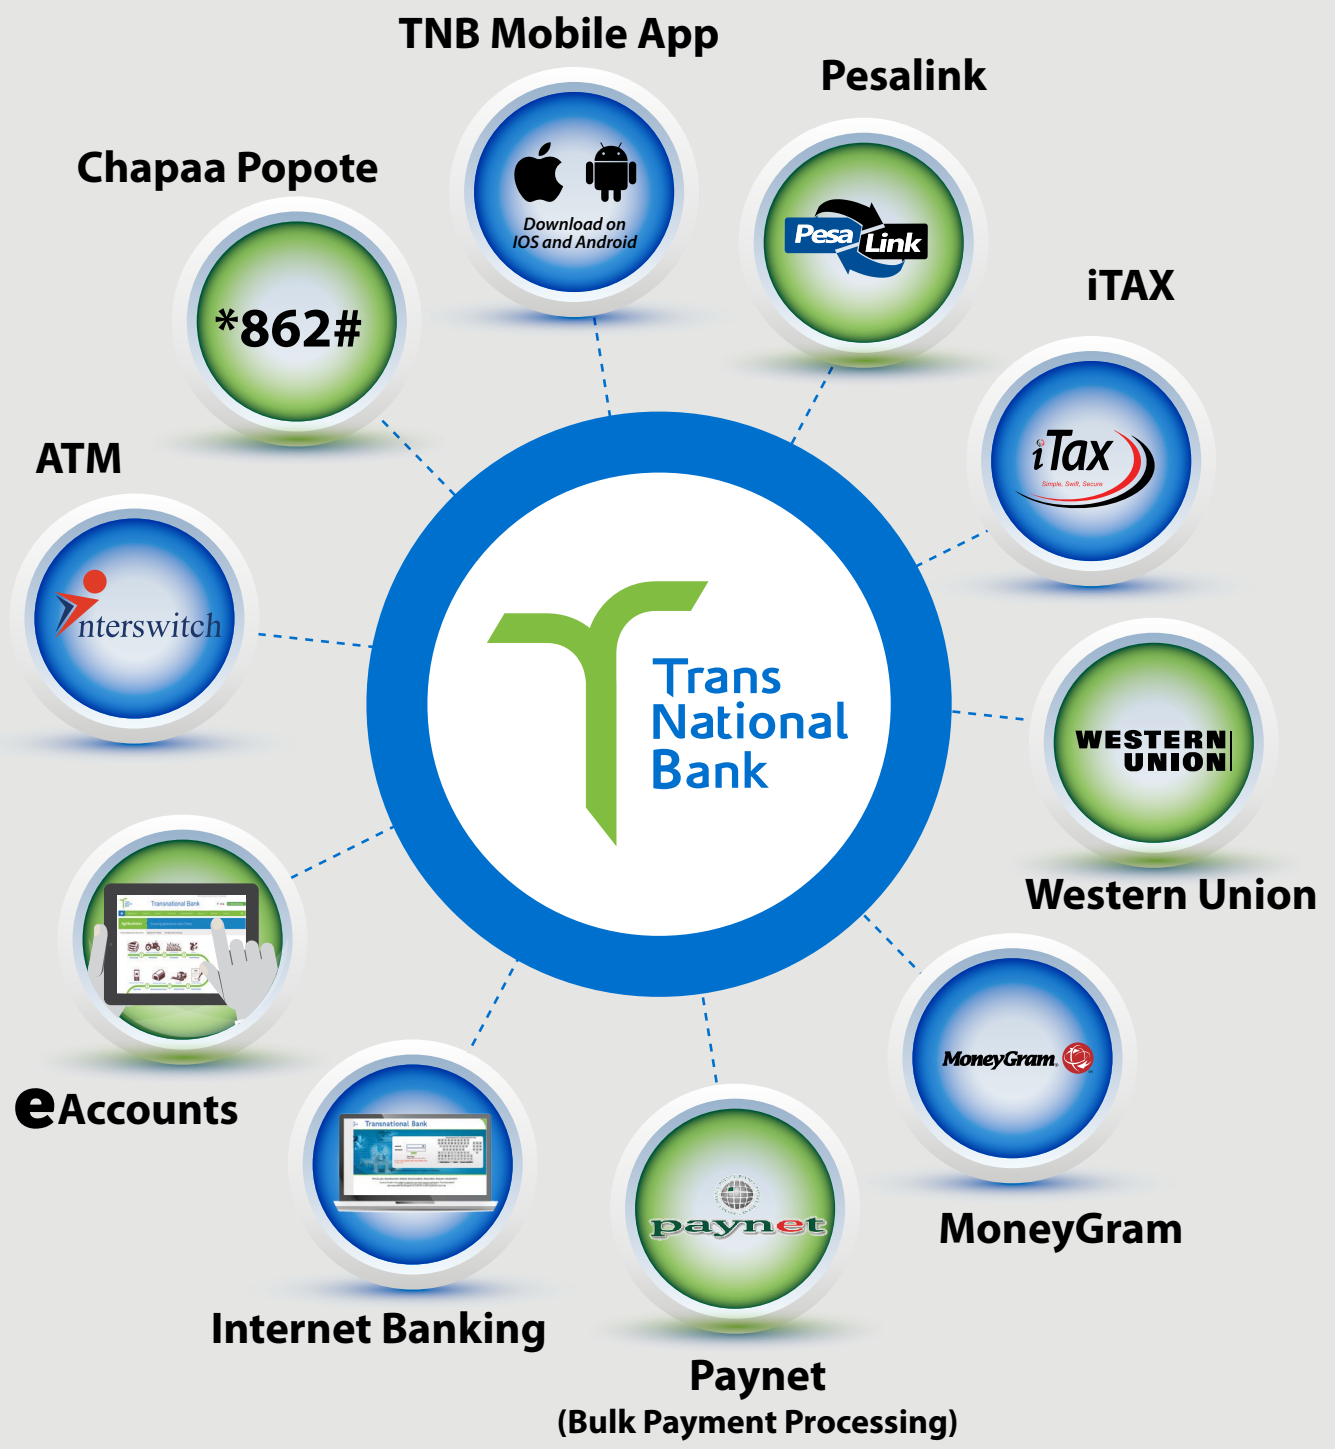 TNB Mobile App
Download on
IOS and Android
Pesalink
Pesa Link
Chapaa Popote
*862#
iTAX
iTax
Simple, Swift, Secure
ATM
nterswitch
Trans
National
Bank
WESTERN
UNION
Western Union
Transnational Bank
eAccounts
MoneyGram
MoneyGram
Transnational Bank
Internet Banking
paynet
Paynet
(Bulk Payment Processing)